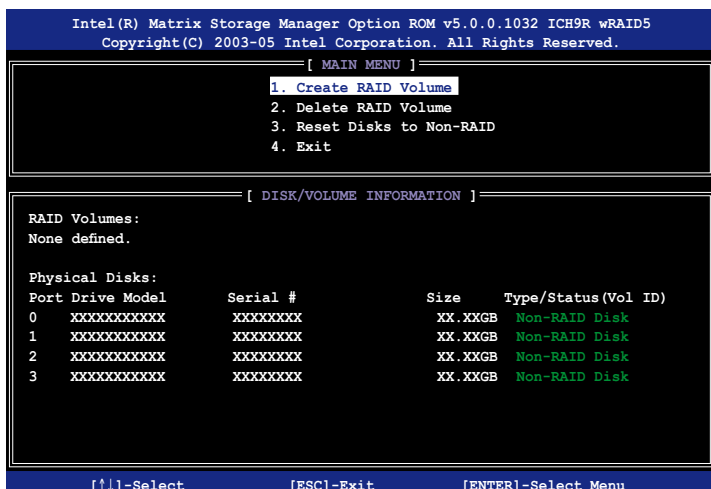 Intel(R) Matrix Storage Manager Option ROM v5.0.0.1032 ICH9R wRAID5
Copyright(C) 2003-05 Intel Corporation. All Rights Reserved.
[ MAIN MENU ]
1. Create RAID Volume
2. Delete RAID Volume
3. Reset Disks to Non-RAID
4. Exit
[ DISK/VOLUME INFORMATION ]
RAID Volumes:
None defined.
Physical Disks:
Port Drive Model Serial # Size Type/Status(Vol ID)
0 XXXXXXXXXXX XXXXXXXX XX.XXGB Non-RAID Disk
1 XXXXXXXXXXX XXXXXXXX XX.XXGB Non-RAID Disk
2 XXXXXXXXXXX XXXXXXXX XX.XXGB Non-RAID Disk
3 XXXXXXXXXXX XXXXXXXX XX.XXGB Non-RAID Disk
[↑↓]-Select [ESC]-Exit [ENTER]-Select Menu